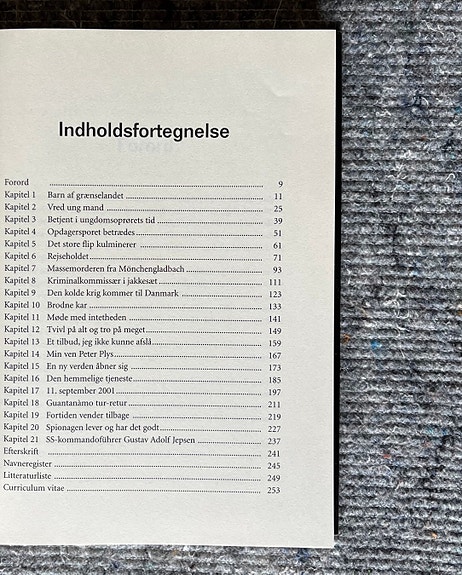 Indholdsfortegnelse
Forord ........ 9
Kapitel 1 Barn af grænselandet ........ 11
Kapitel 2 Vred ung mand ........ 25
Kapitel 3 Betjent i ungdomsoprørets tid ........ 39
Kapitel 4 Opdagersporet betrædes ........ 51
Kapitel 5 Det store flip kulminerer ........ 61
Kapitel 6 Rejseholdet ........ 71
Kapitel 7 Massemorderen fra Mönchengladbach ........ 93
Kapitel 8 Kriminalkommissær i jakkesæt ........ 111
Kapitel 9 Den kolde krig kommer til Danmark ........ 123
Kapitel 10 Brodne kar ........ 133
Kapitel 11 Møde med intetheden ........ 141
Kapitel 12 Tvivl på alt og tro på meget ........ 149
Kapitel 13 Et tilbud, jeg ikke kunne afslå ........ 159
Kapitel 14 Min ven Peter Plys ........ 167
Kapitel 15 En ny verden åbner sig ........ 173
Kapitel 16 Den hemmelige tjeneste ........ 185
Kapitel 17 11. september 2001 ........ 197
Kapitel 18 Guantanàmo tur-retur ........ 211
Kapitel 19 Fortiden vender tilbage ........ 219
Kapitel 20 Spionagen lever og har det godt ........ 227
Kapitel 21 SS-kommandoführer Gustav Adolf Jepsen ........ 237
Efterskrift ........ 241
Navneregister ........ 245
Litteraturliste ........ 249
Curriculum vitae ........ 253